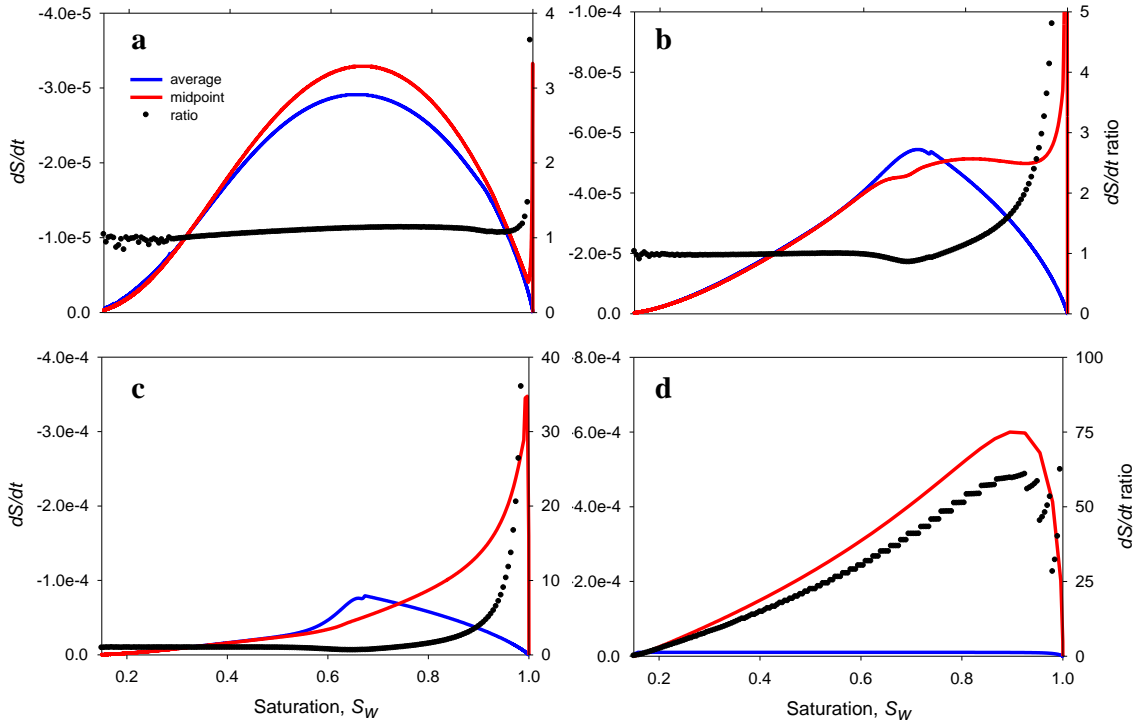 a
average
midpoint
ratio
dS/dt
-4.0e-5
-3.0e-5
-2.0e-5
-1.0e-5
0.0
4
3
2
1
0
b
-1.0e-4
-8.0e-5
-6.0e-5
-4.0e-5
-2.0e-5
0.0
5
4
3
2
1
0
dS/dt ratio
c
dS/dt
-4.0e-4
-3.0e-4
-2.0e-4
-1.0e-4
0.0
40
30
20
10
0
0.2 0.4 0.6 0.8 1.0
Saturation, SW
d
-8.0e-4
-6.0e-4
-4.0e-4
-2.0e-4
0.0
100
75
50
25
0
dS/dt ratio
0.2 0.4 0.6 0.8 1.0
Saturation, SW